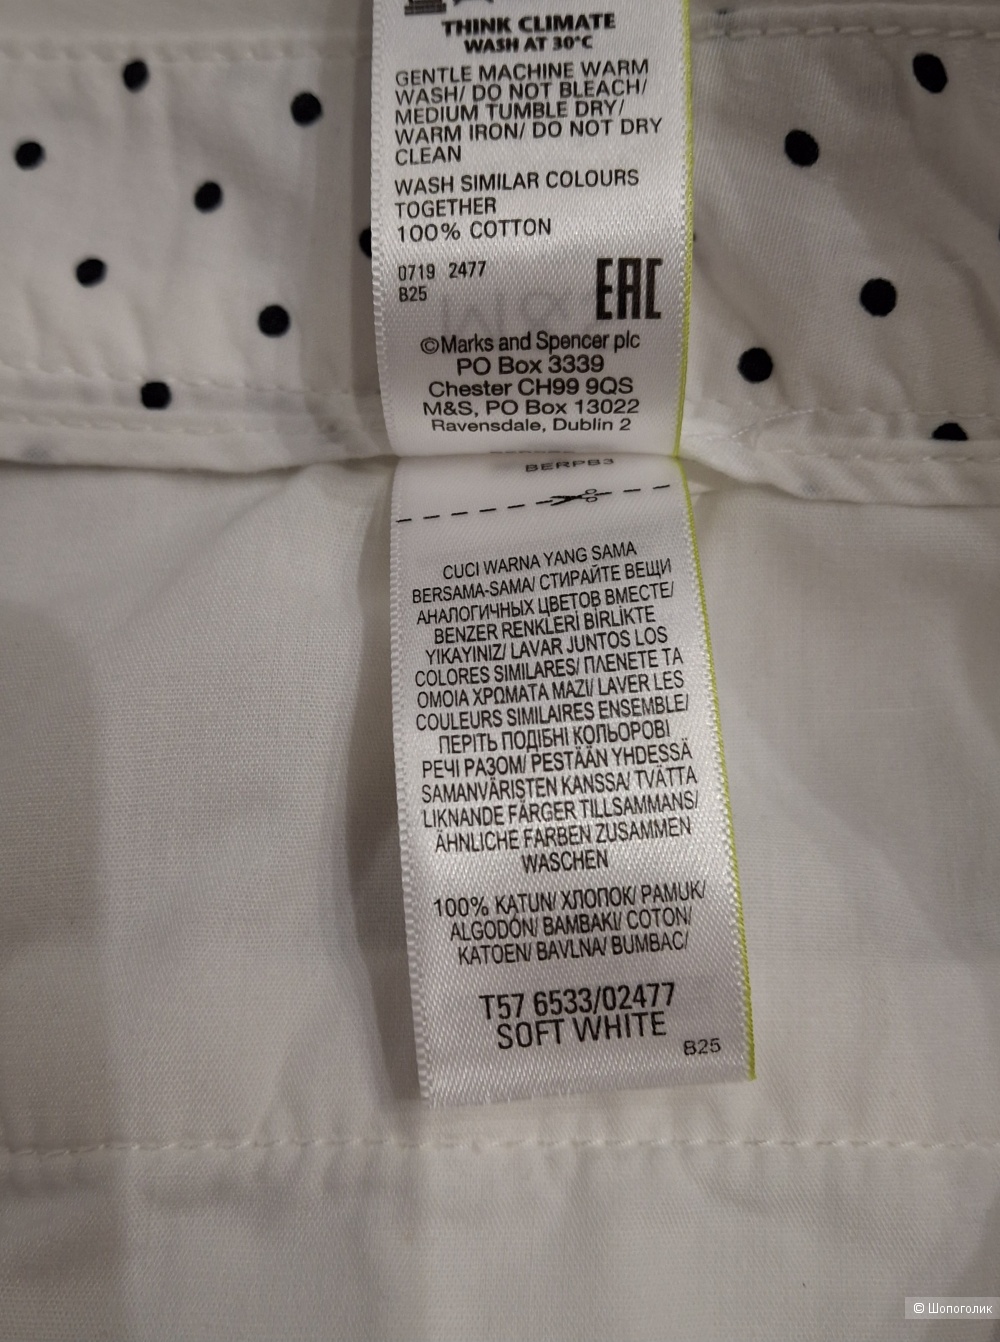 THINK CLIMATE
WASH AT 30°C
GENTLE MACHINE WARM
WASH/ DO NOT BLEACH/
MEDIUM TUMBLE DRY/
WARM IRON/ DO NOT DRY
CLEAN
WASH SIMILAR COLOURS
TOGETHER
100% COTTON
0719 2477
B25
EAC
©Marks and Spencer plc
PO Box 3339
Chester CH99 9QS
M&S, PO Box 13022
Ravensdale, Dublin 2
BERPB3
CUCI WARNA YANG SAMA
BERSAMA-SAMA/ СТИРАЙТЕ ВЕЩИ
АНАЛОГИЧНЫХ ЦВЕТОВ ВМЕСТЕ/
BENZER RENKLERİ BİRLİKTE
YIKAYINIZ/ LAVAR JUNTOS LOS
COLORES SIMILARES/ ΠΛΕΝΕΤΕ ΤΑ
ΟΜΟΙΑ ΧΡΩΜΑΤΑ ΜΑΖΙ/ LAVER LES
COULEURS SIMILAIRES ENSEMBLE/
ПЕРІТЬ ПОДІБНІ КОЛЬОРОВІ
РЕЧІ РАЗОМ/ PESTÄÄN YHDESSÄ
SAMANVÄRISTEN KANSSA/ TVÄTTA
LIKNANDE FÄRGER TILLSAMMANS/
ÄHNLICHE FARBEN ZUSAMMEN
WASCHEN
100% KATUN/ ХЛОПОК/ PAMUK/
ALGODÓN/ BAMBAKI/ COTON/
KATOEN/ BAVLNA/ BUMBAC/
T57 6533/02477
SOFT WHITE
B25
© Шопоголик